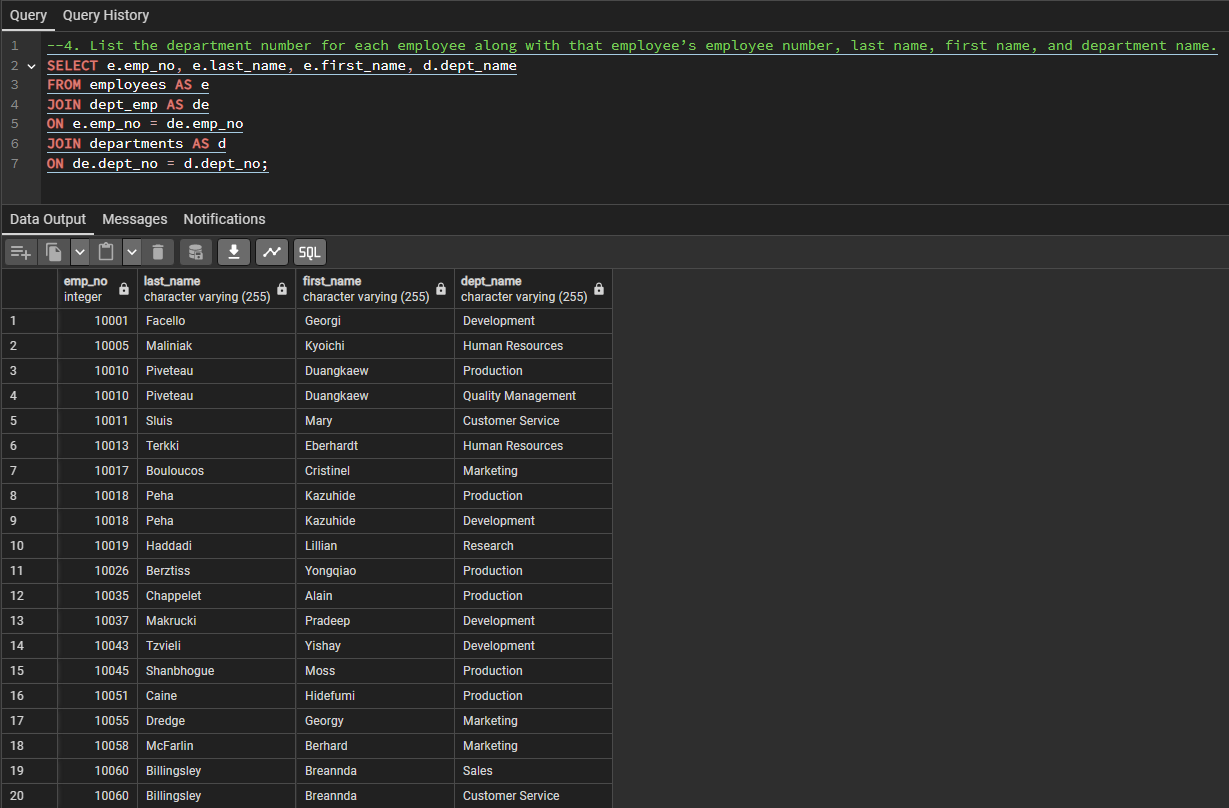 Query Query History
1 --4. List the department number for each employee along with that employee’s employee number, last name, first name, and department name.
2 SELECT e.emp_no, e.last_name, e.first_name, d.dept_name
3 FROM employees AS e
4 JOIN dept_emp AS de
5 ON e.emp_no = de.emp_no
6 JOIN departments AS d
7 ON de.dept_no = d.dept_no;
Data Output Messages Notifications
SQL
emp_no last_name first_name dept_name
integer character varying (255) character varying (255) character varying (255)
1 10001 Facello Georgi Development
2 10005 Maliniak Kyoichi Human Resources
3 10010 Piveteau Duangkaew Production
4 10010 Piveteau Duangkaew Quality Management
5 10011 Sluis Mary Customer Service
6 10013 Terkki Eberhardt Human Resources
7 10017 Bouloucos Cristinel Marketing
8 10018 Peha Kazuhide Production
9 10018 Peha Kazuhide Development
10 10019 Haddadi Lillian Research
11 10026 Berztiss Yongqiao Production
12 10035 Chappelet Alain Production
13 10037 Makrucki Pradeep Development
14 10043 Tzvieli Yishay Development
15 10045 Shanbhogue Moss Production
16 10051 Caine Hidefumi Production
17 10055 Dredge Georgy Marketing
18 10058 McFarlin Berhard Marketing
19 10060 Billingsley Breannda Sales
20 10060 Billingsley Breannda Customer Service